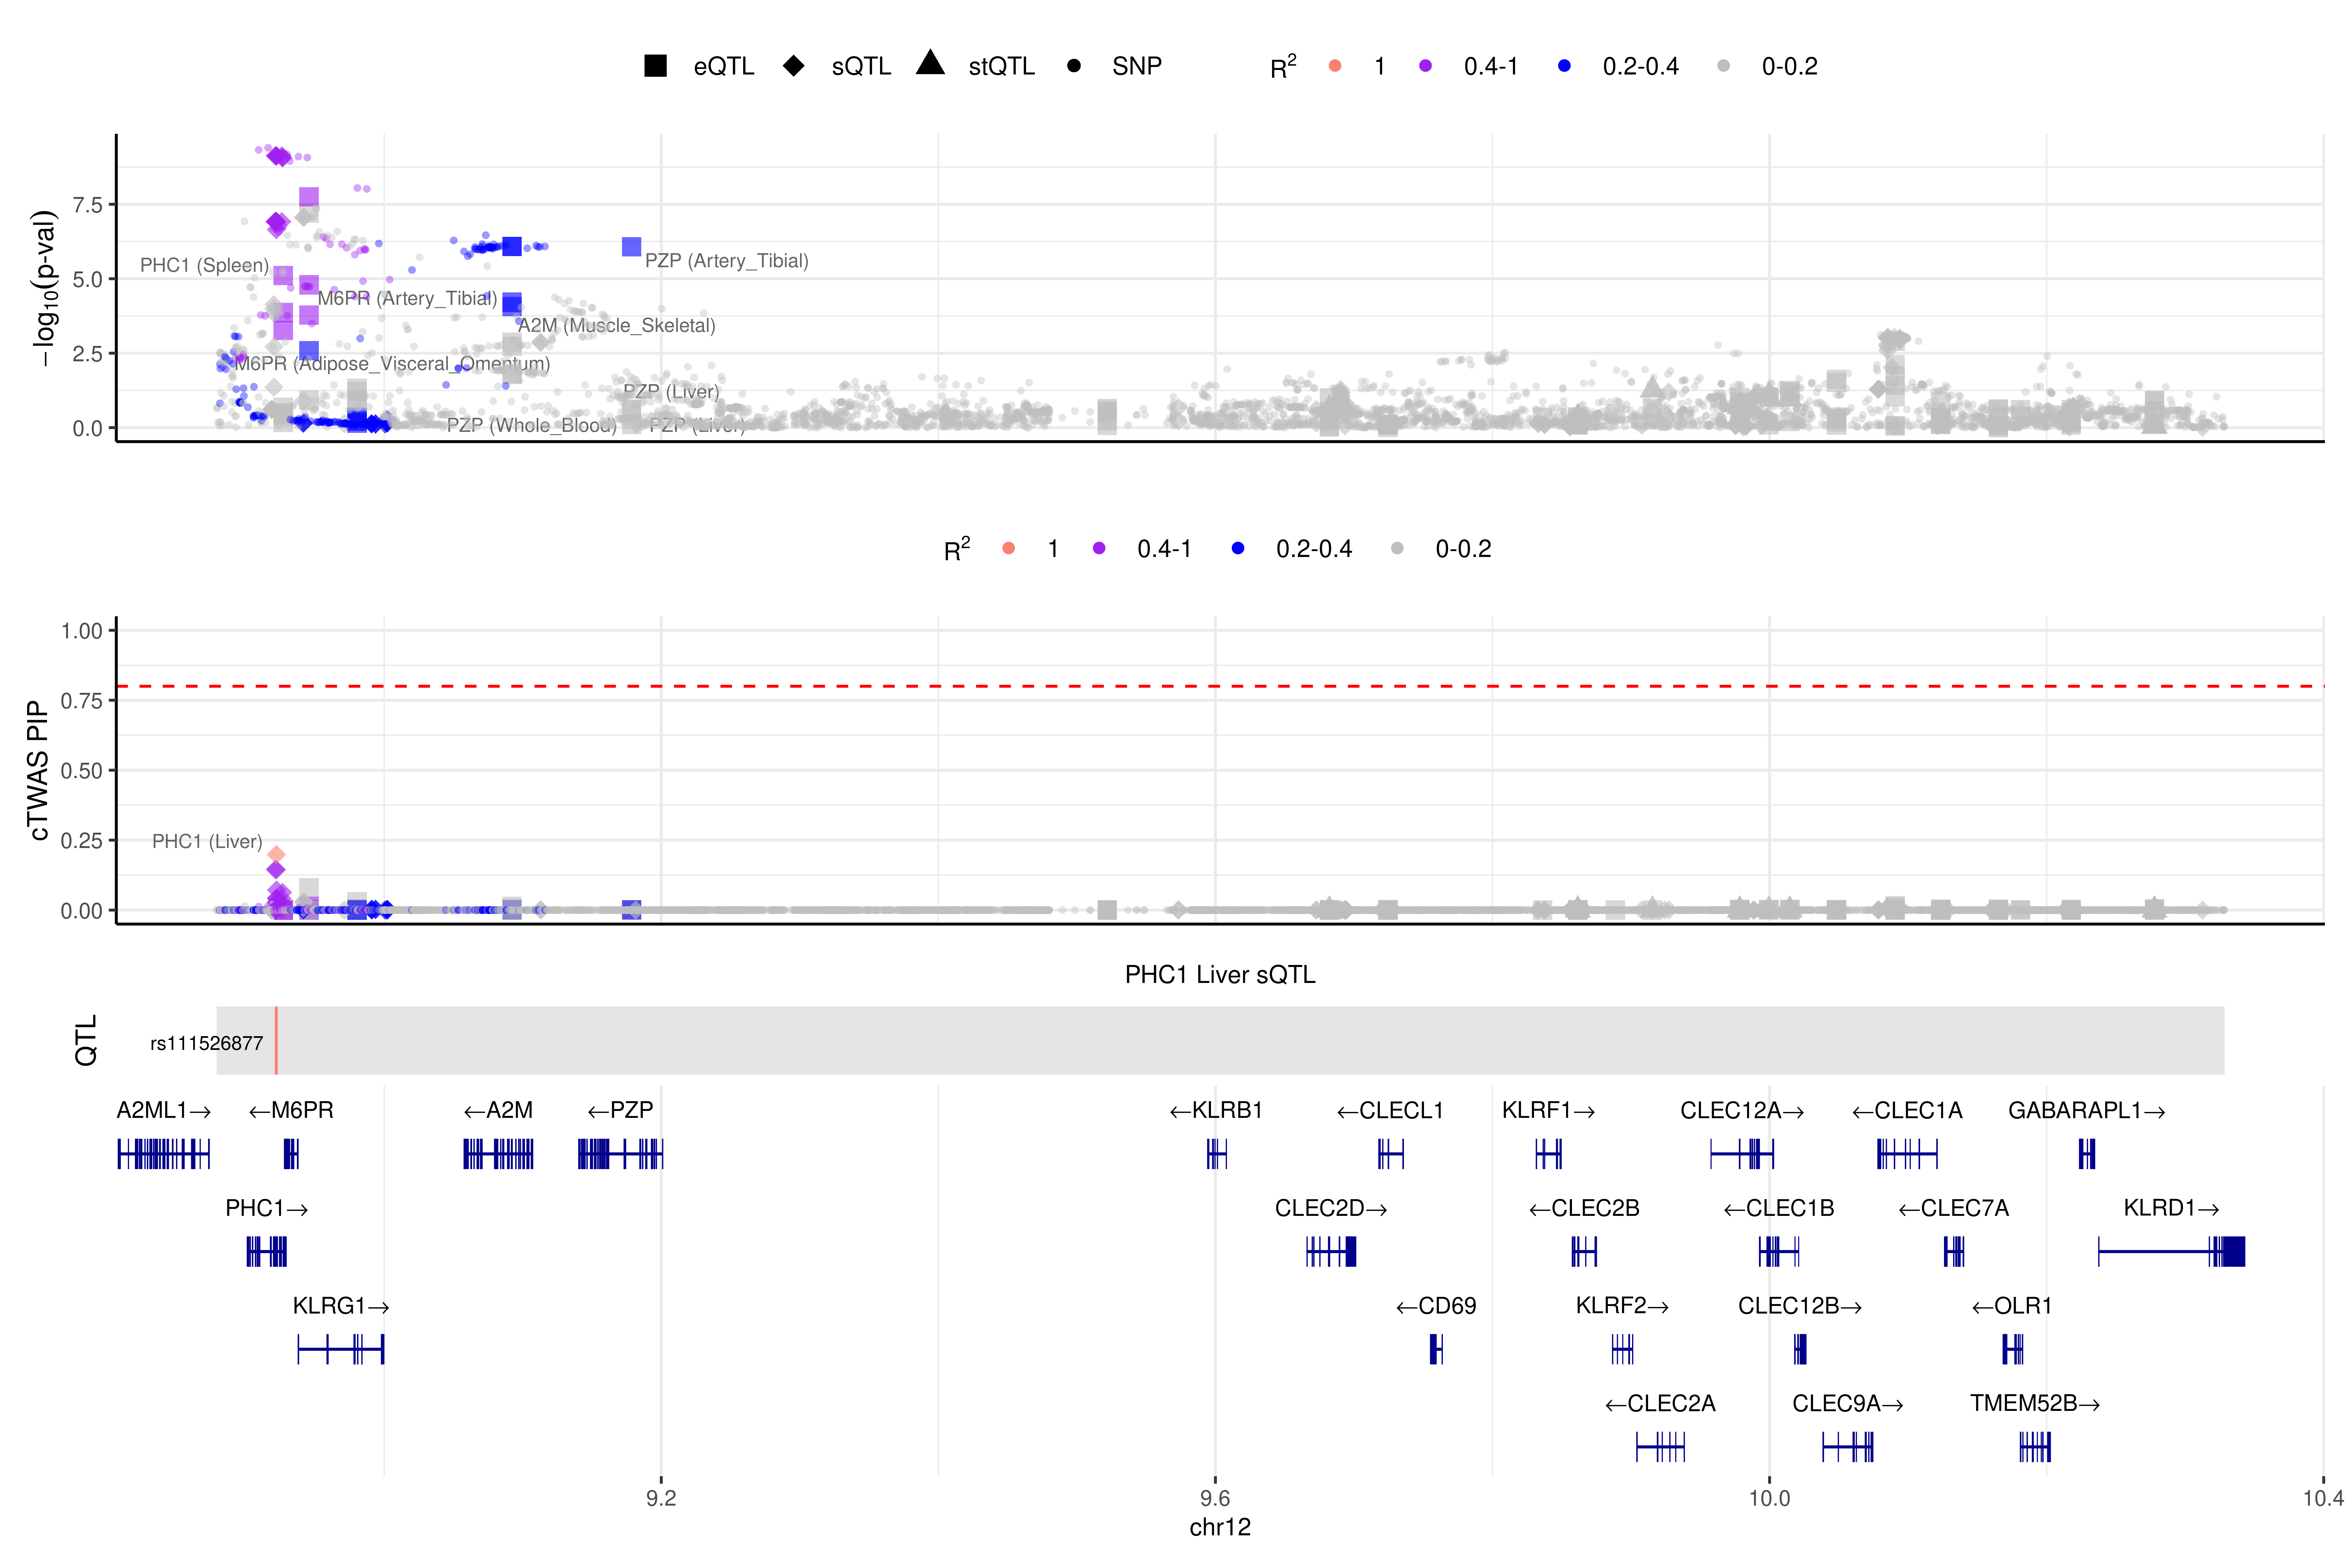 eQTL sQTL stQTL SNP R2 1 0.4-1 0.2-0.4 0-0.2
−log10(p-val)
7.5
5.0
2.5
0.0
PHC1 (Spleen)
PZP (Artery_Tibial)
M6PR (Artery_Tibial)
A2M (Muscle_Skeletal)
M6PR (Adipose_Visceral_Omentum)
PZP (Liver)
PZP (Whole_Blood)
PZP (Liver)
R2 1 0.4-1 0.2-0.4 0-0.2
cTWAS PIP
1.00
0.75
0.50
0.25
0.00
PHC1 (Liver)
PHC1 Liver sQTL
QTL
rs111526877
A2ML1→ ←M6PR ←A2M ←PZP ←KLRB1 ←CLECL1 KLRF1→ CLEC12A→ ←CLEC1A GABARAPL1→
PHC1→ CLEC2D→ ←CLEC2B ←CLEC1B ←CLEC7A KLRD1→
KLRG1→ ←CD69 KLRF2→ CLEC12B→ ←OLR1
←CLEC2A CLEC9A→ TMEM52B→
9.2 9.6 10.0 10.4
chr12